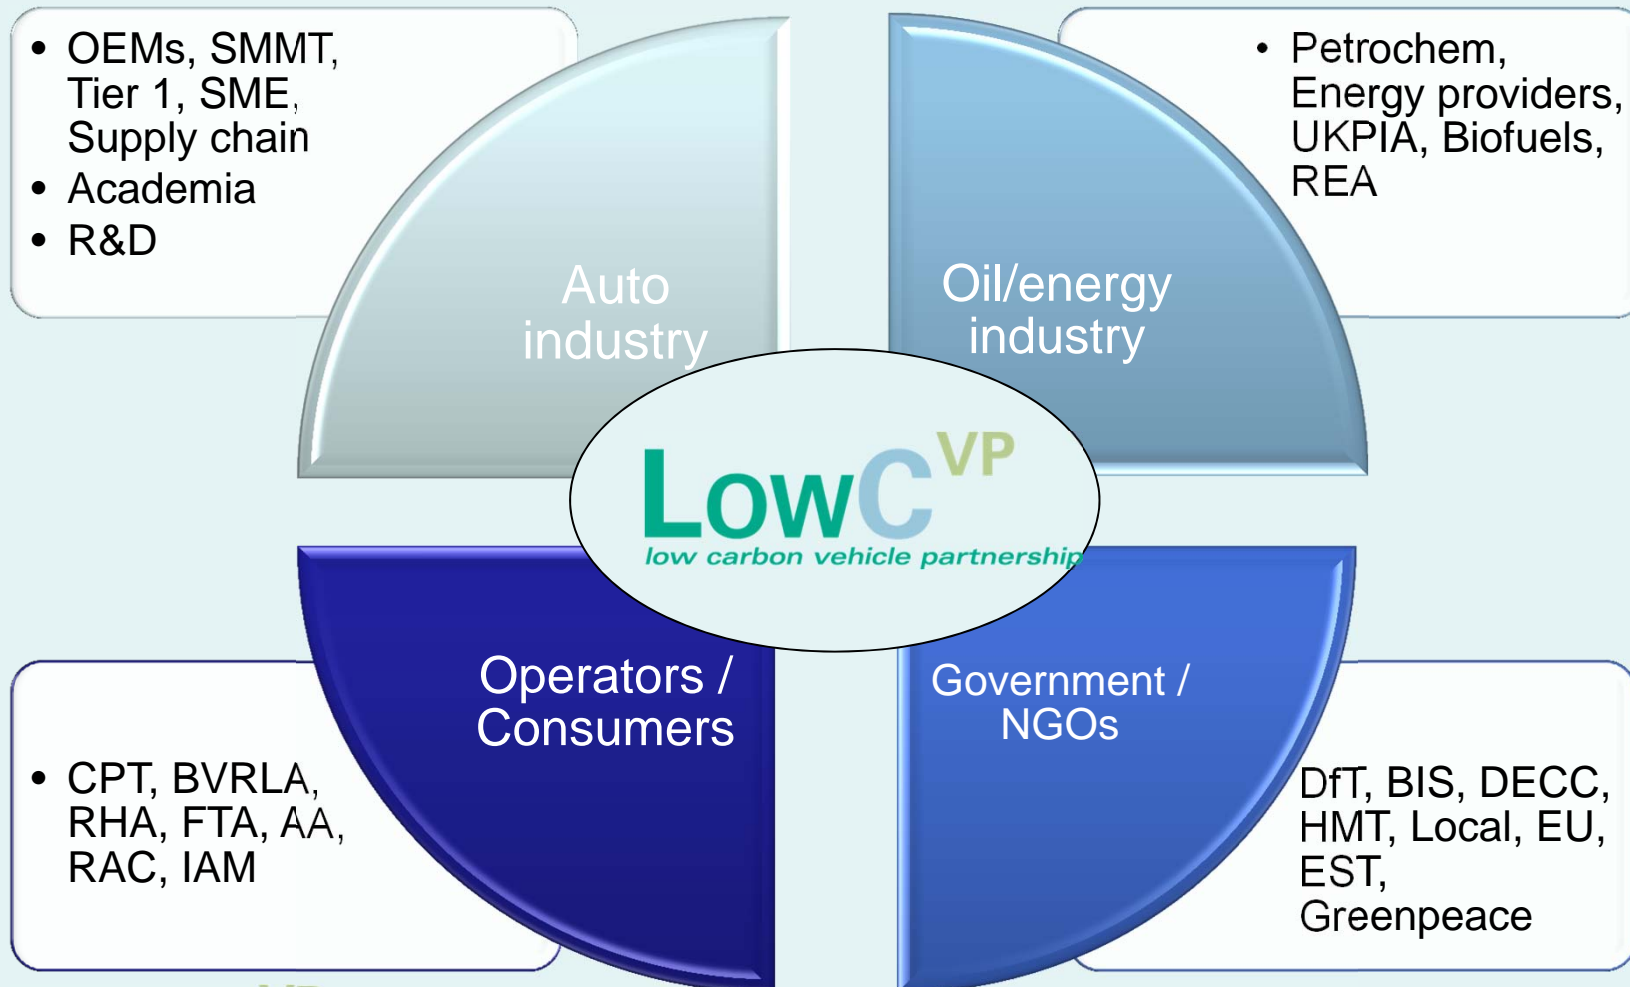 • OEMs, SMMT,
Tier 1, SME,
Supply chain
• Academia
• R&D
Auto
industry
Oil/energy
industry
• Petrochem,
Energy providers,
UKPIA, Biofuels,
REA
LowCVP
low carbon vehicle partnership
Operators /
Consumers
Government /
NGOs
• CPT, BVRLA,
RHA, FTA, AA,
RAC, IAM
DfT, BIS, DECC,
HMT, Local, EU,
EST,
Greenpeace
VP